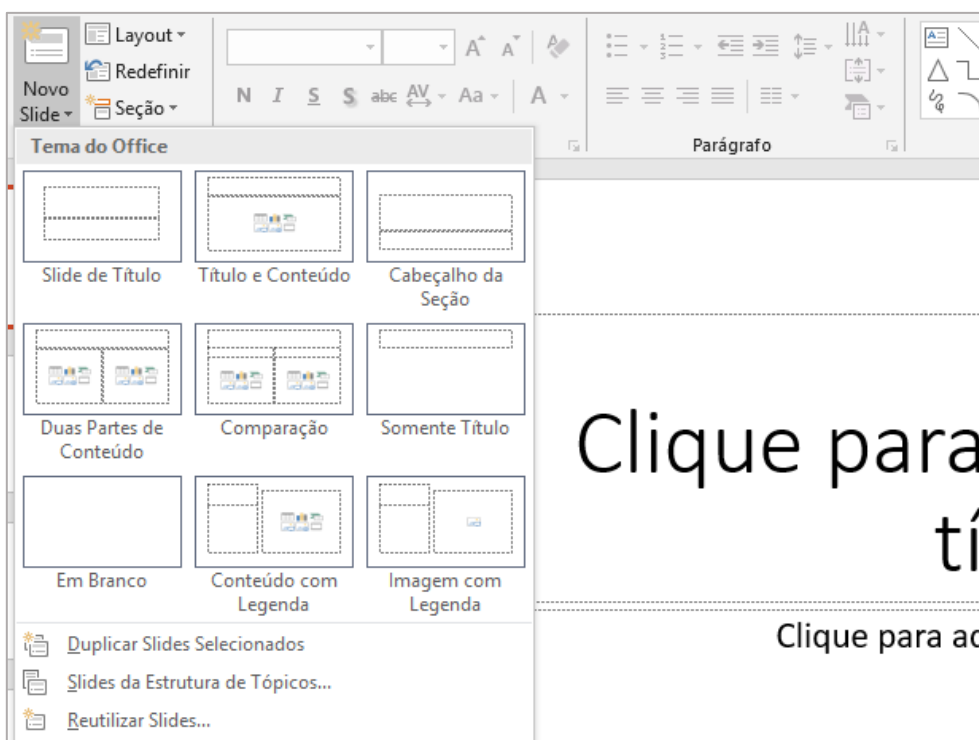 Novo
Slide
Layout
Redefinir
Seção
N I S S abc AV Aa A
Parágrafo
Tema do Office
Slide de Título
Título e Conteúdo
Cabeçalho da
Seção
Duas Partes de
Conteúdo
Comparação
Somente Título
Em Branco
Conteúdo com
Legenda
Imagem com
Legenda
Duplicar Slides Selecionados
Slides da Estrutura de Tópicos...
Reutilizar Slides...
Clique para
tí
Clique para ad